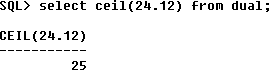 SQL> select ceil(24.12) from dual;
CEIL(24.12)
-----------
25